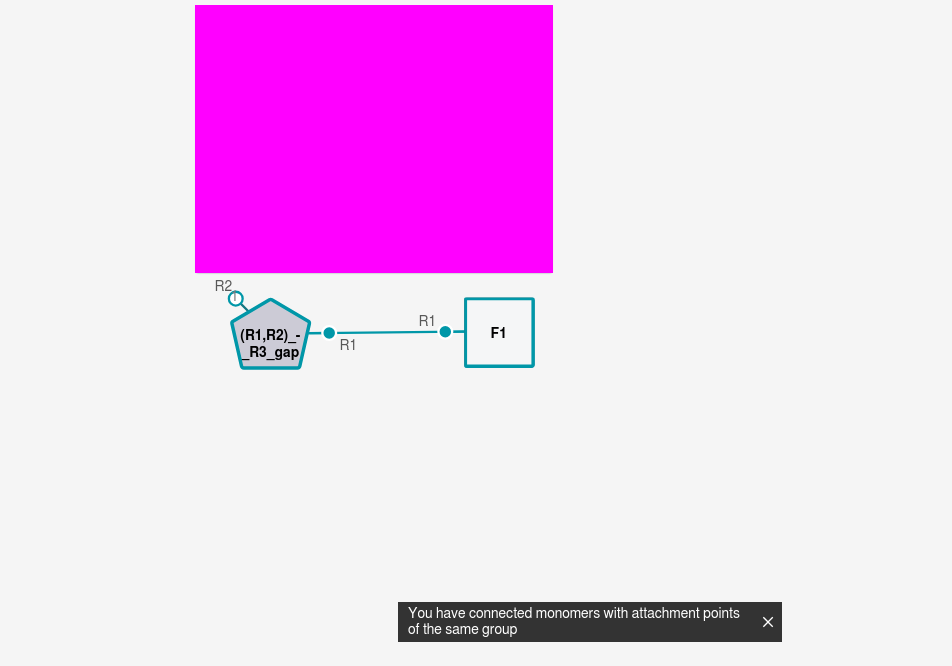 R2
(R1,R2)_-
_R3_gap
R1
R1
F1
You have connected monomers with attachment points
of the same group